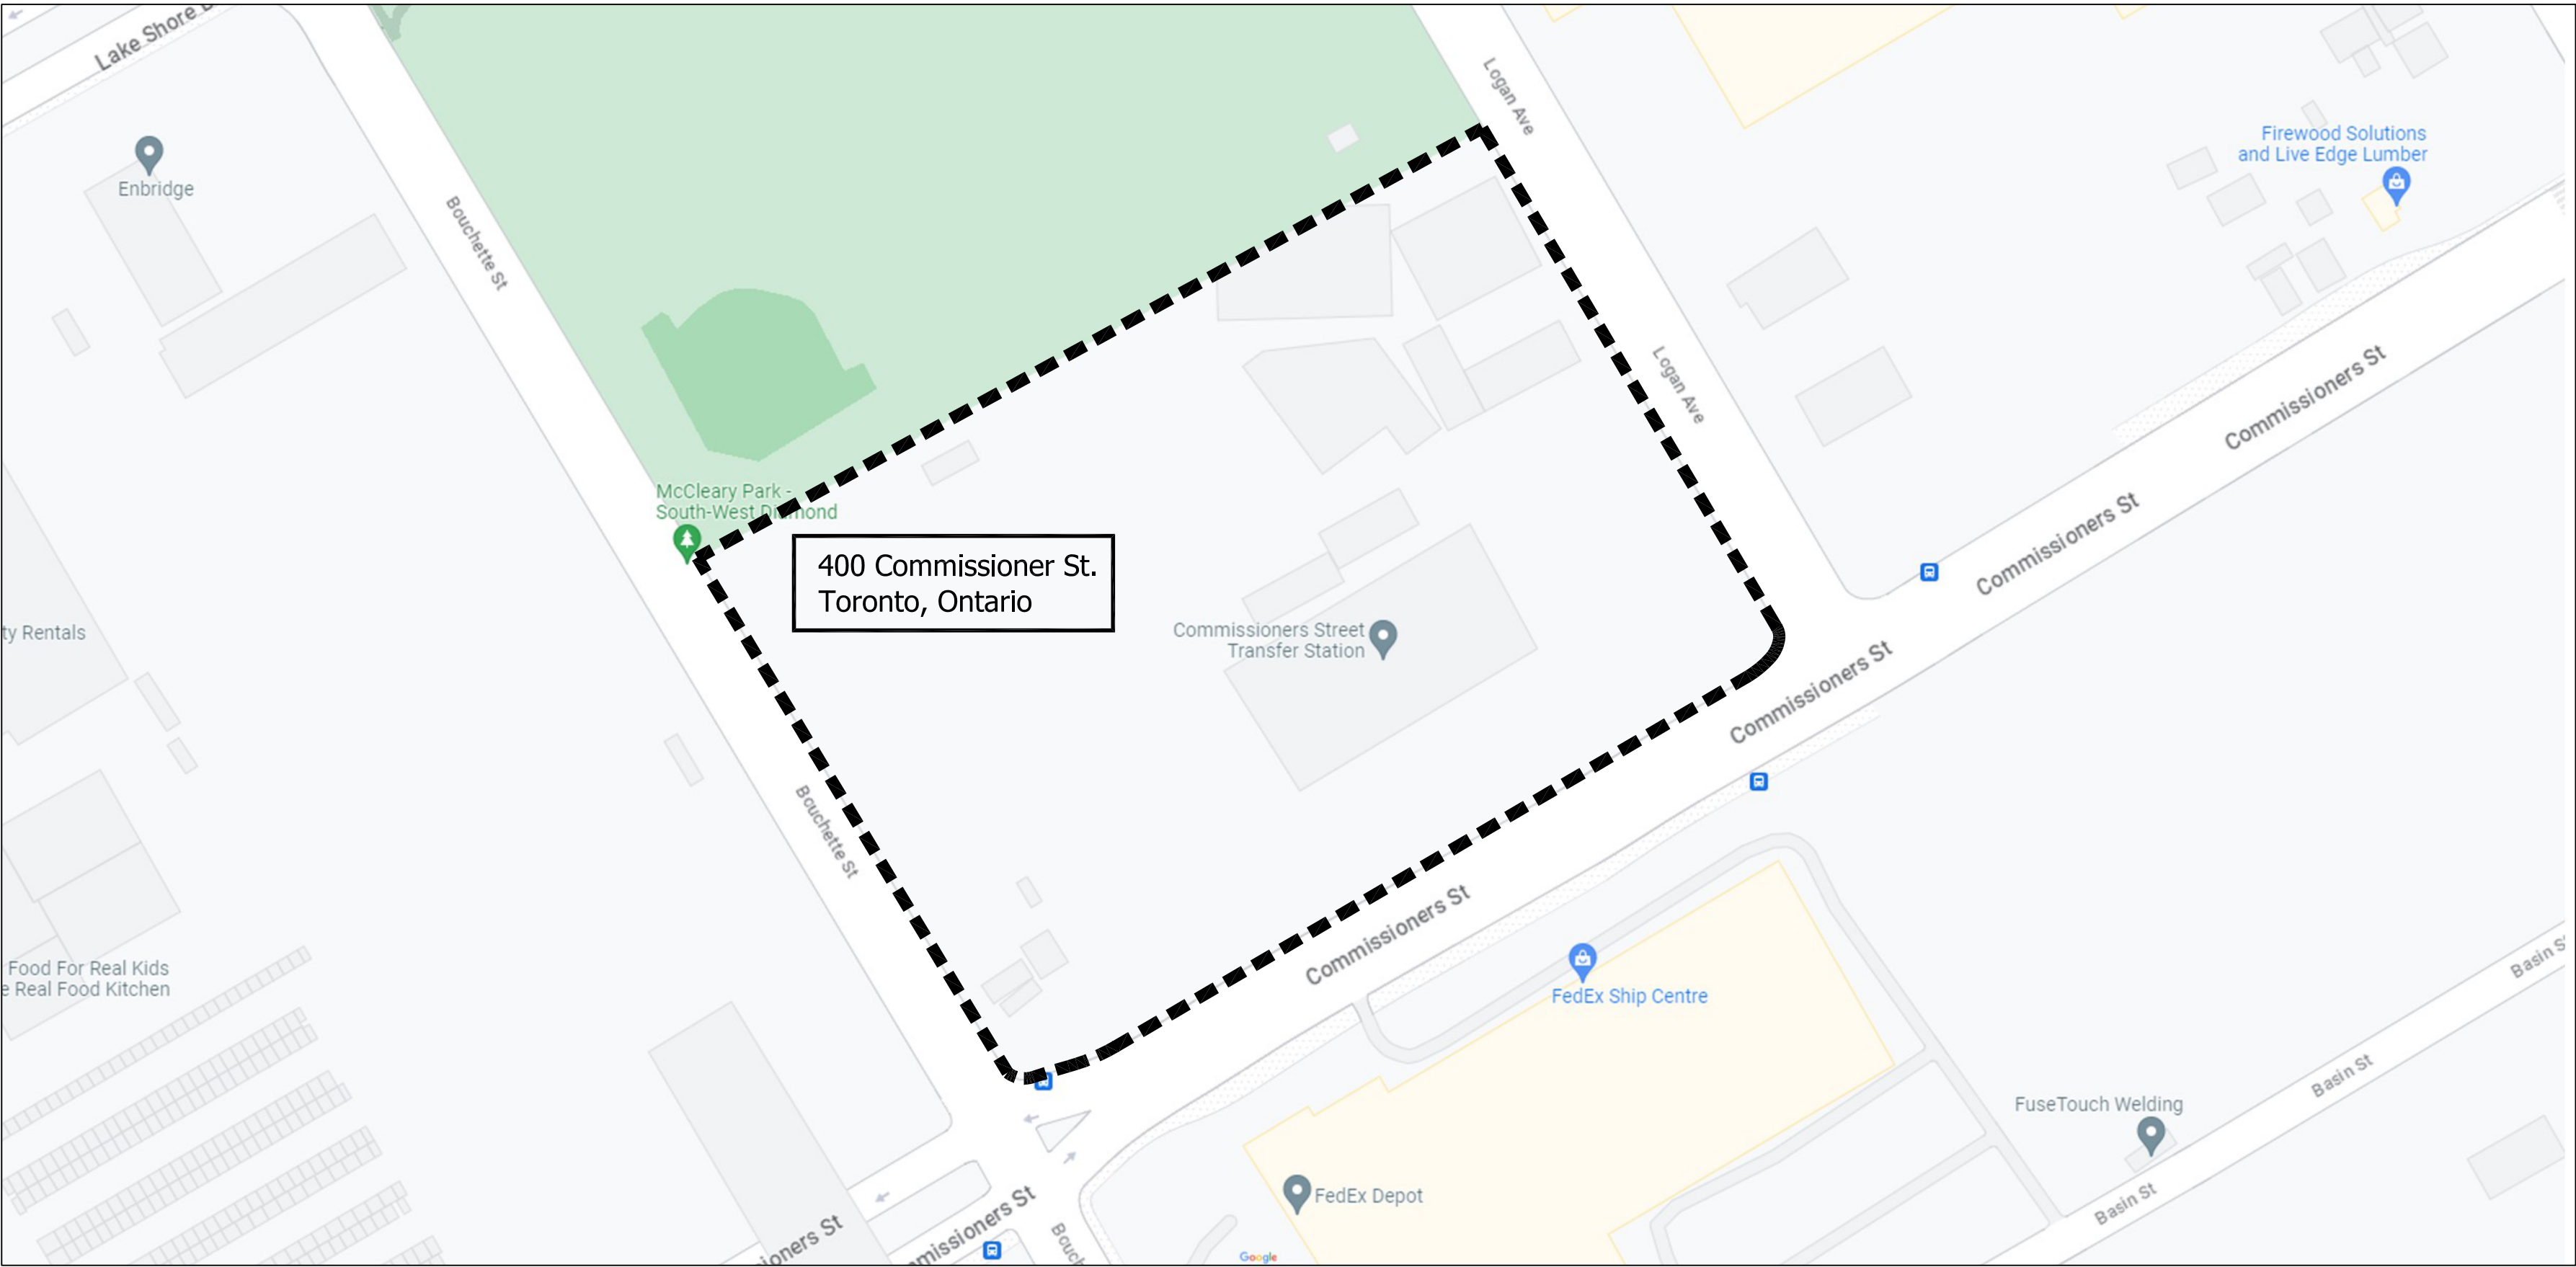 Lake Shore B
Enbridge
Bouchette St
Logan Ave
Firewood Solutions
and Live Edge Lumber
Logan Ave
Commissioners St
McCleary Park -
South-West Diamond
400 Commissioner St.
Toronto, Ontario
Commissioners St
ty Rentals
Commissioners Street
Transfer Station
Commissioners St
Bouchette St
Commissioners St
Food For Real Kids
e Real Food Kitchen
FedEx Ship Centre
Basin S
Basin St
FuseTouch Welding
FedEx Depot
Basin St
missioners St
ioners St
Bouch
Google